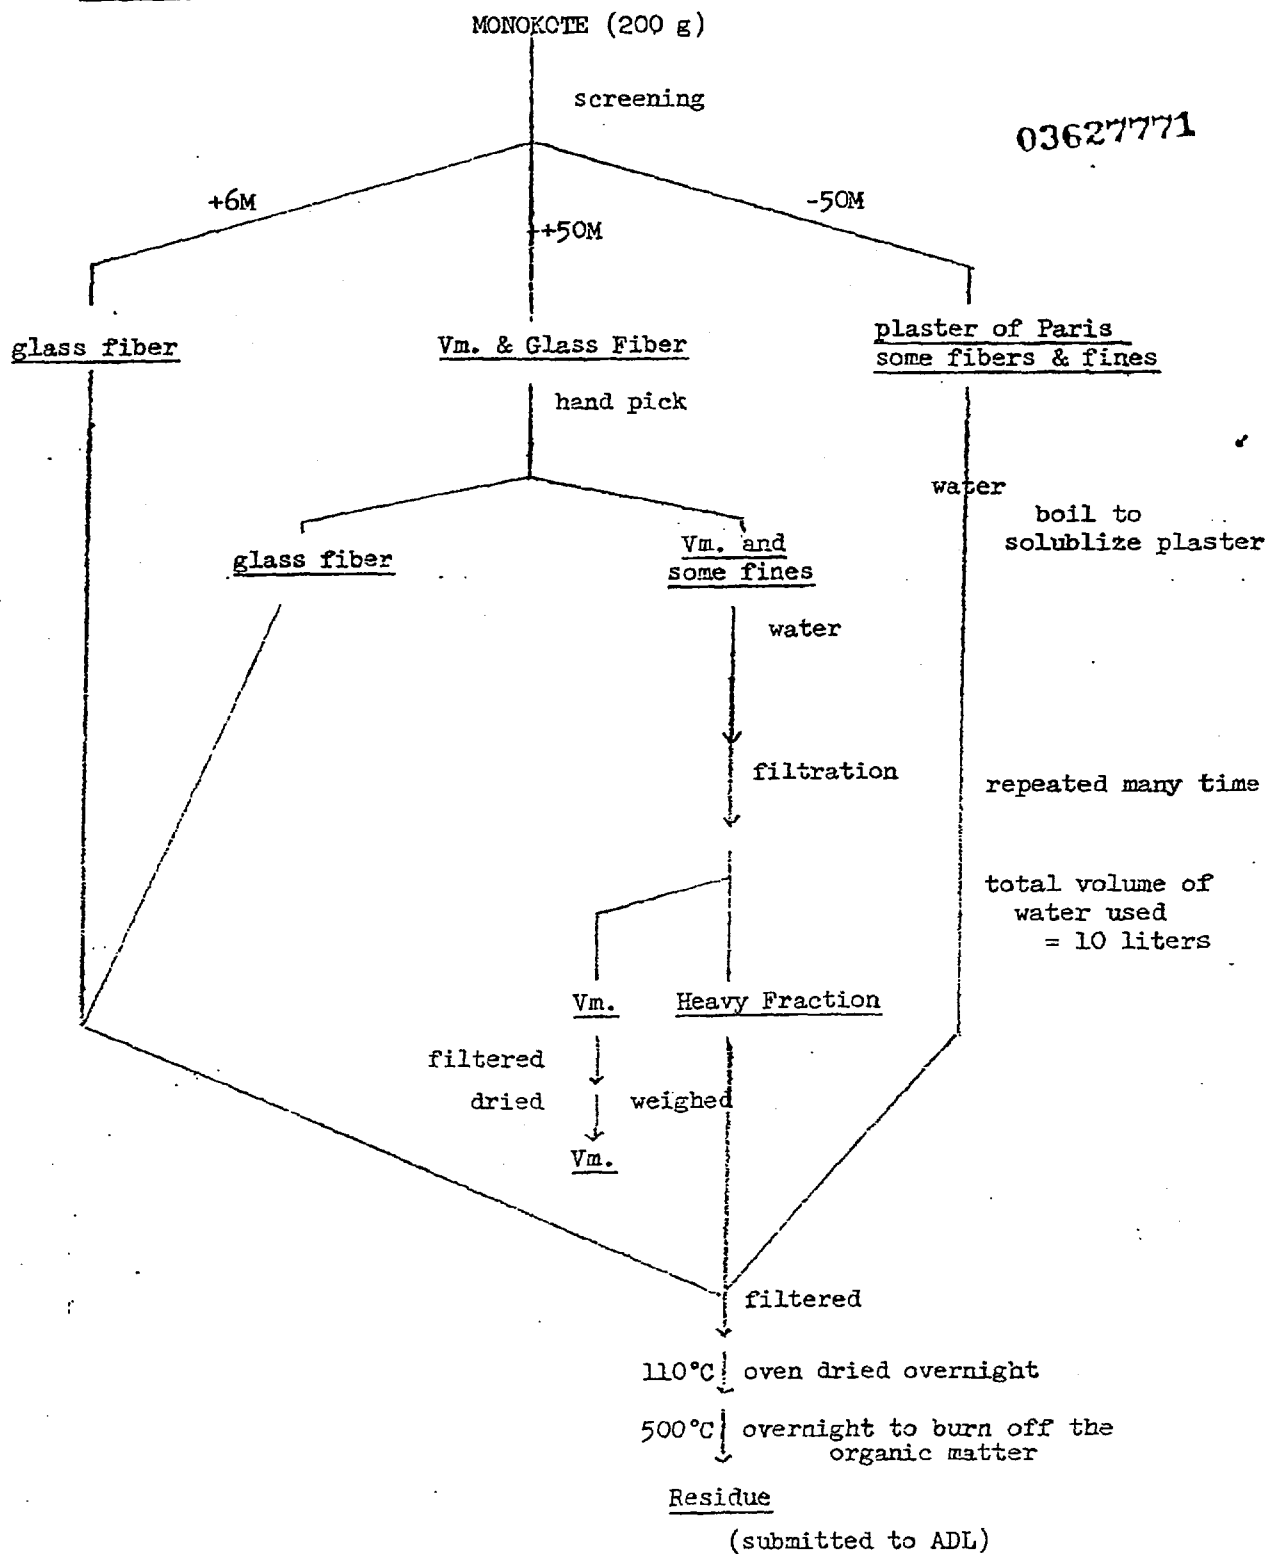 MONOKOTE (200 g)
screening
03627771
+6M
-50M
++50M
glass fiber
Vm. & Glass Fiber
plaster of Paris
some fibers & fines
hand pick
water
boil to
solublize plaster
glass fiber
Vm. and
some fines
water
filtration
repeated many time
total volume of
water used
= 10 liters
Vm.
Heavy Fraction
filtered
dried
weighed
Vm.
filtered
110°C oven dried overnight
500°C overnight to burn off the
organic matter
Residue
(submitted to ADL)